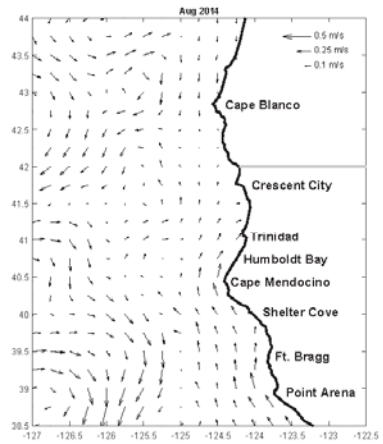 Aug 2014
44
0.5 m/s
0.25 m/s
43.5
0.1 m/s
43
Cape Blanco
42.5
42
Crescent City
41.5
Trinidad
41
Humboldt Bay
40.5
Cape Mendocino
40
Shelter Cove
39.5
Ft. Bragg
39
Point Arena
38.5
-127 -126.5 -126 -125.5 -125 -124.5 -124 -123.5 -123 -122.5